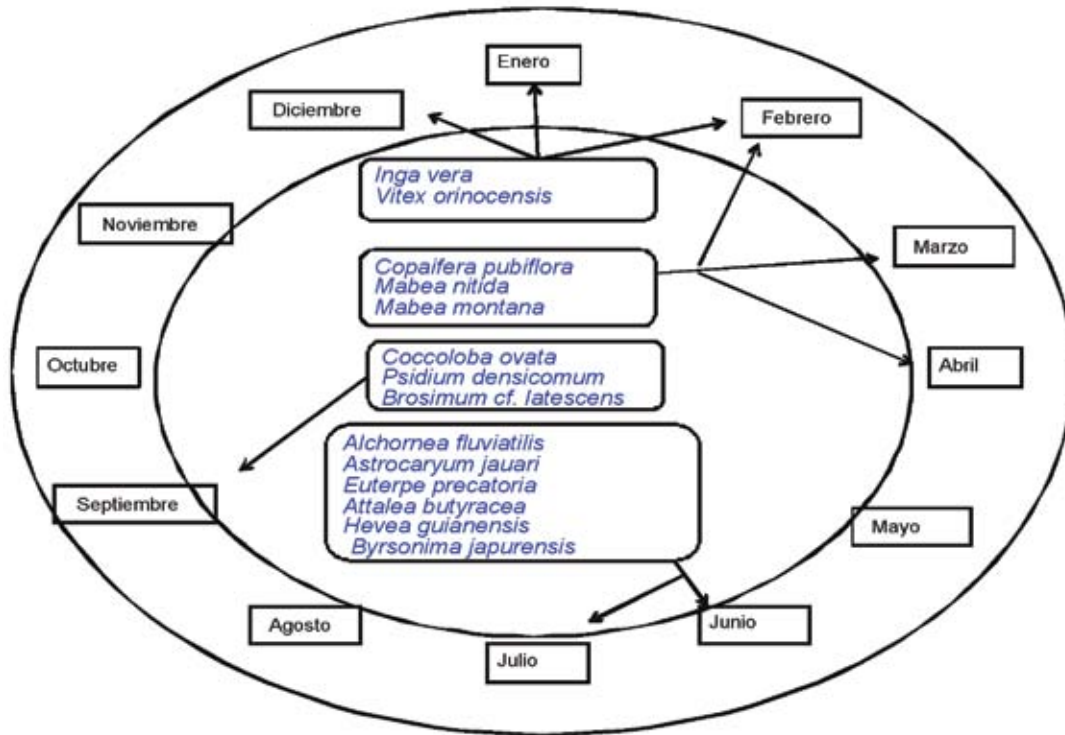 Enero
Diciembre
Febrero
Inga vera
Vitex orinocensis
Noviembre
Marzo
Copaifera pubiflora
Mabea nitida
Mabea montana
Octubre
Abril
Coccoloba ovata
Psidium densicomum
Brosimum cf. latescens
Septiembre
Mayo
Alchornea fluviatilis
Astrocaryum jauari
Euterpe precatoria
Attalea butyracea
Hevea guianensis
Byrsonima japurensis
Agosto
Julio
Junio